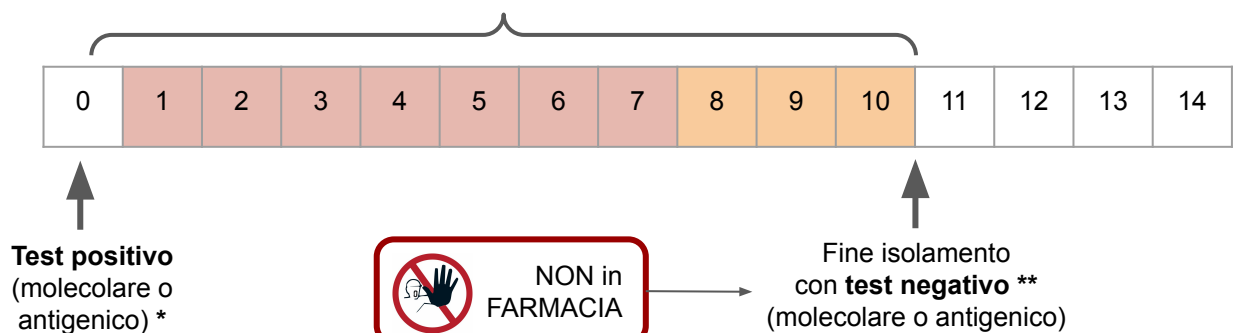 0 1 2 3 4 5 6 7 8 9 10 11 12 13 14
Test positivo
(molecolare o
antigenico) *
NON in
FARMACIA
Fine isolamento
con test negativo **
(molecolare o antigenico)